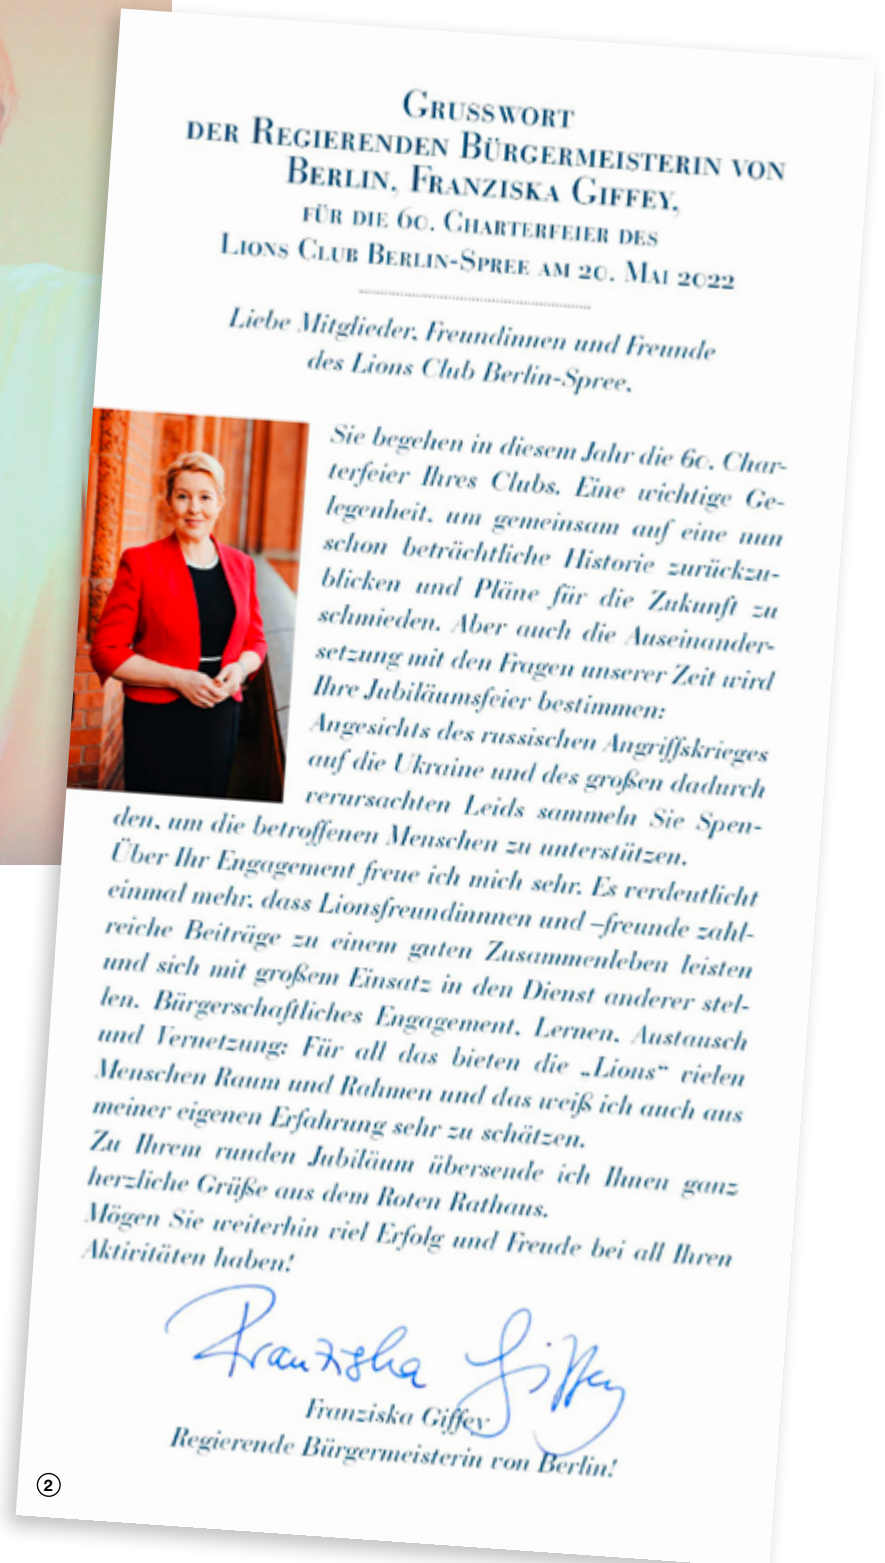 Grusswort
der Regierenden Bürgermeisterin von
Berlin, Franziska Giffey,
für die 60. Charterfeier des
Lions Club Berlin-Spree am 20. Mai 2022
Liebe Mitglieder, Freundinnen und Freunde
des Lions Club Berlin-Spree,
Sie begehen in diesem Jahr die 60. Char-
terfeier Ihres Clubs. Eine wichtige Ge-
legenheit, um gemeinsam auf eine nun
schon beträchtliche Historie zurückzu-
blicken und Pläne für die Zukunft zu
schmieden. Aber auch die Auseinander-
setzung mit den Fragen unserer Zeit wird
Ihre Jubiläumsfeier bestimmen:
Angesichts des russischen Angriffskrieges
auf die Ukraine und des großen dadurch
verursachten Leids sammeln Sie Spen-
den, um die betroffenen Menschen zu unterstützen.
Über Ihr Engagement freue ich mich sehr. Es verdeutlicht
einmal mehr, dass Lionsfreundinnnen und –freunde zahl-
reiche Beiträge zu einem guten Zusammenleben leisten
und sich mit großem Einsatz in den Dienst anderer stel-
len. Bürgerschaftliches Engagement, Lernen, Austausch
und Vernetzung: Für all das bieten die „Lions“ vielen
Menschen Raum und Rahmen und das weiß ich auch aus
meiner eigenen Erfahrung sehr zu schätzen.
Zu Ihrem runden Jubiläum übersende ich Ihnen ganz
herzliche Grüße aus dem Roten Rathaus.
Mögen Sie weiterhin viel Erfolg und Freude bei all Ihren
Aktivitäten haben!
Franziska Giffey
Franziska Giffey
Regierende Bürgermeisterin von Berlin!
2